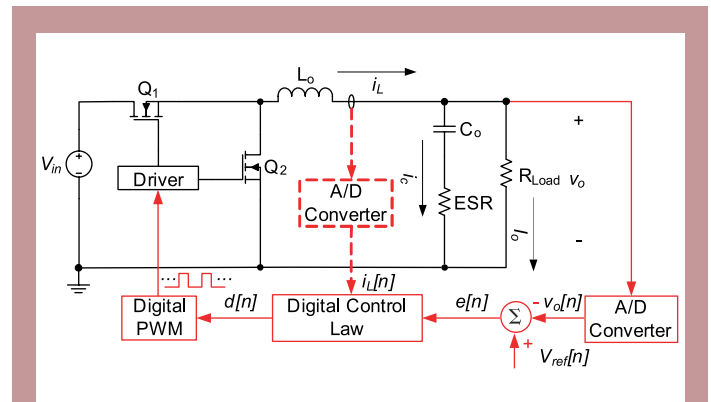 Q1
Lo
iL
Vin
Driver
Q2
A/D
Converter
Co
ic
ESR
RLoad
+
vo
-
Io
... ...
iL[n]
Digital
PWM
d[n]
Digital Control
Law
e[n]
Σ
-
vo[n]
A/D
Converter
+
Vref[n]